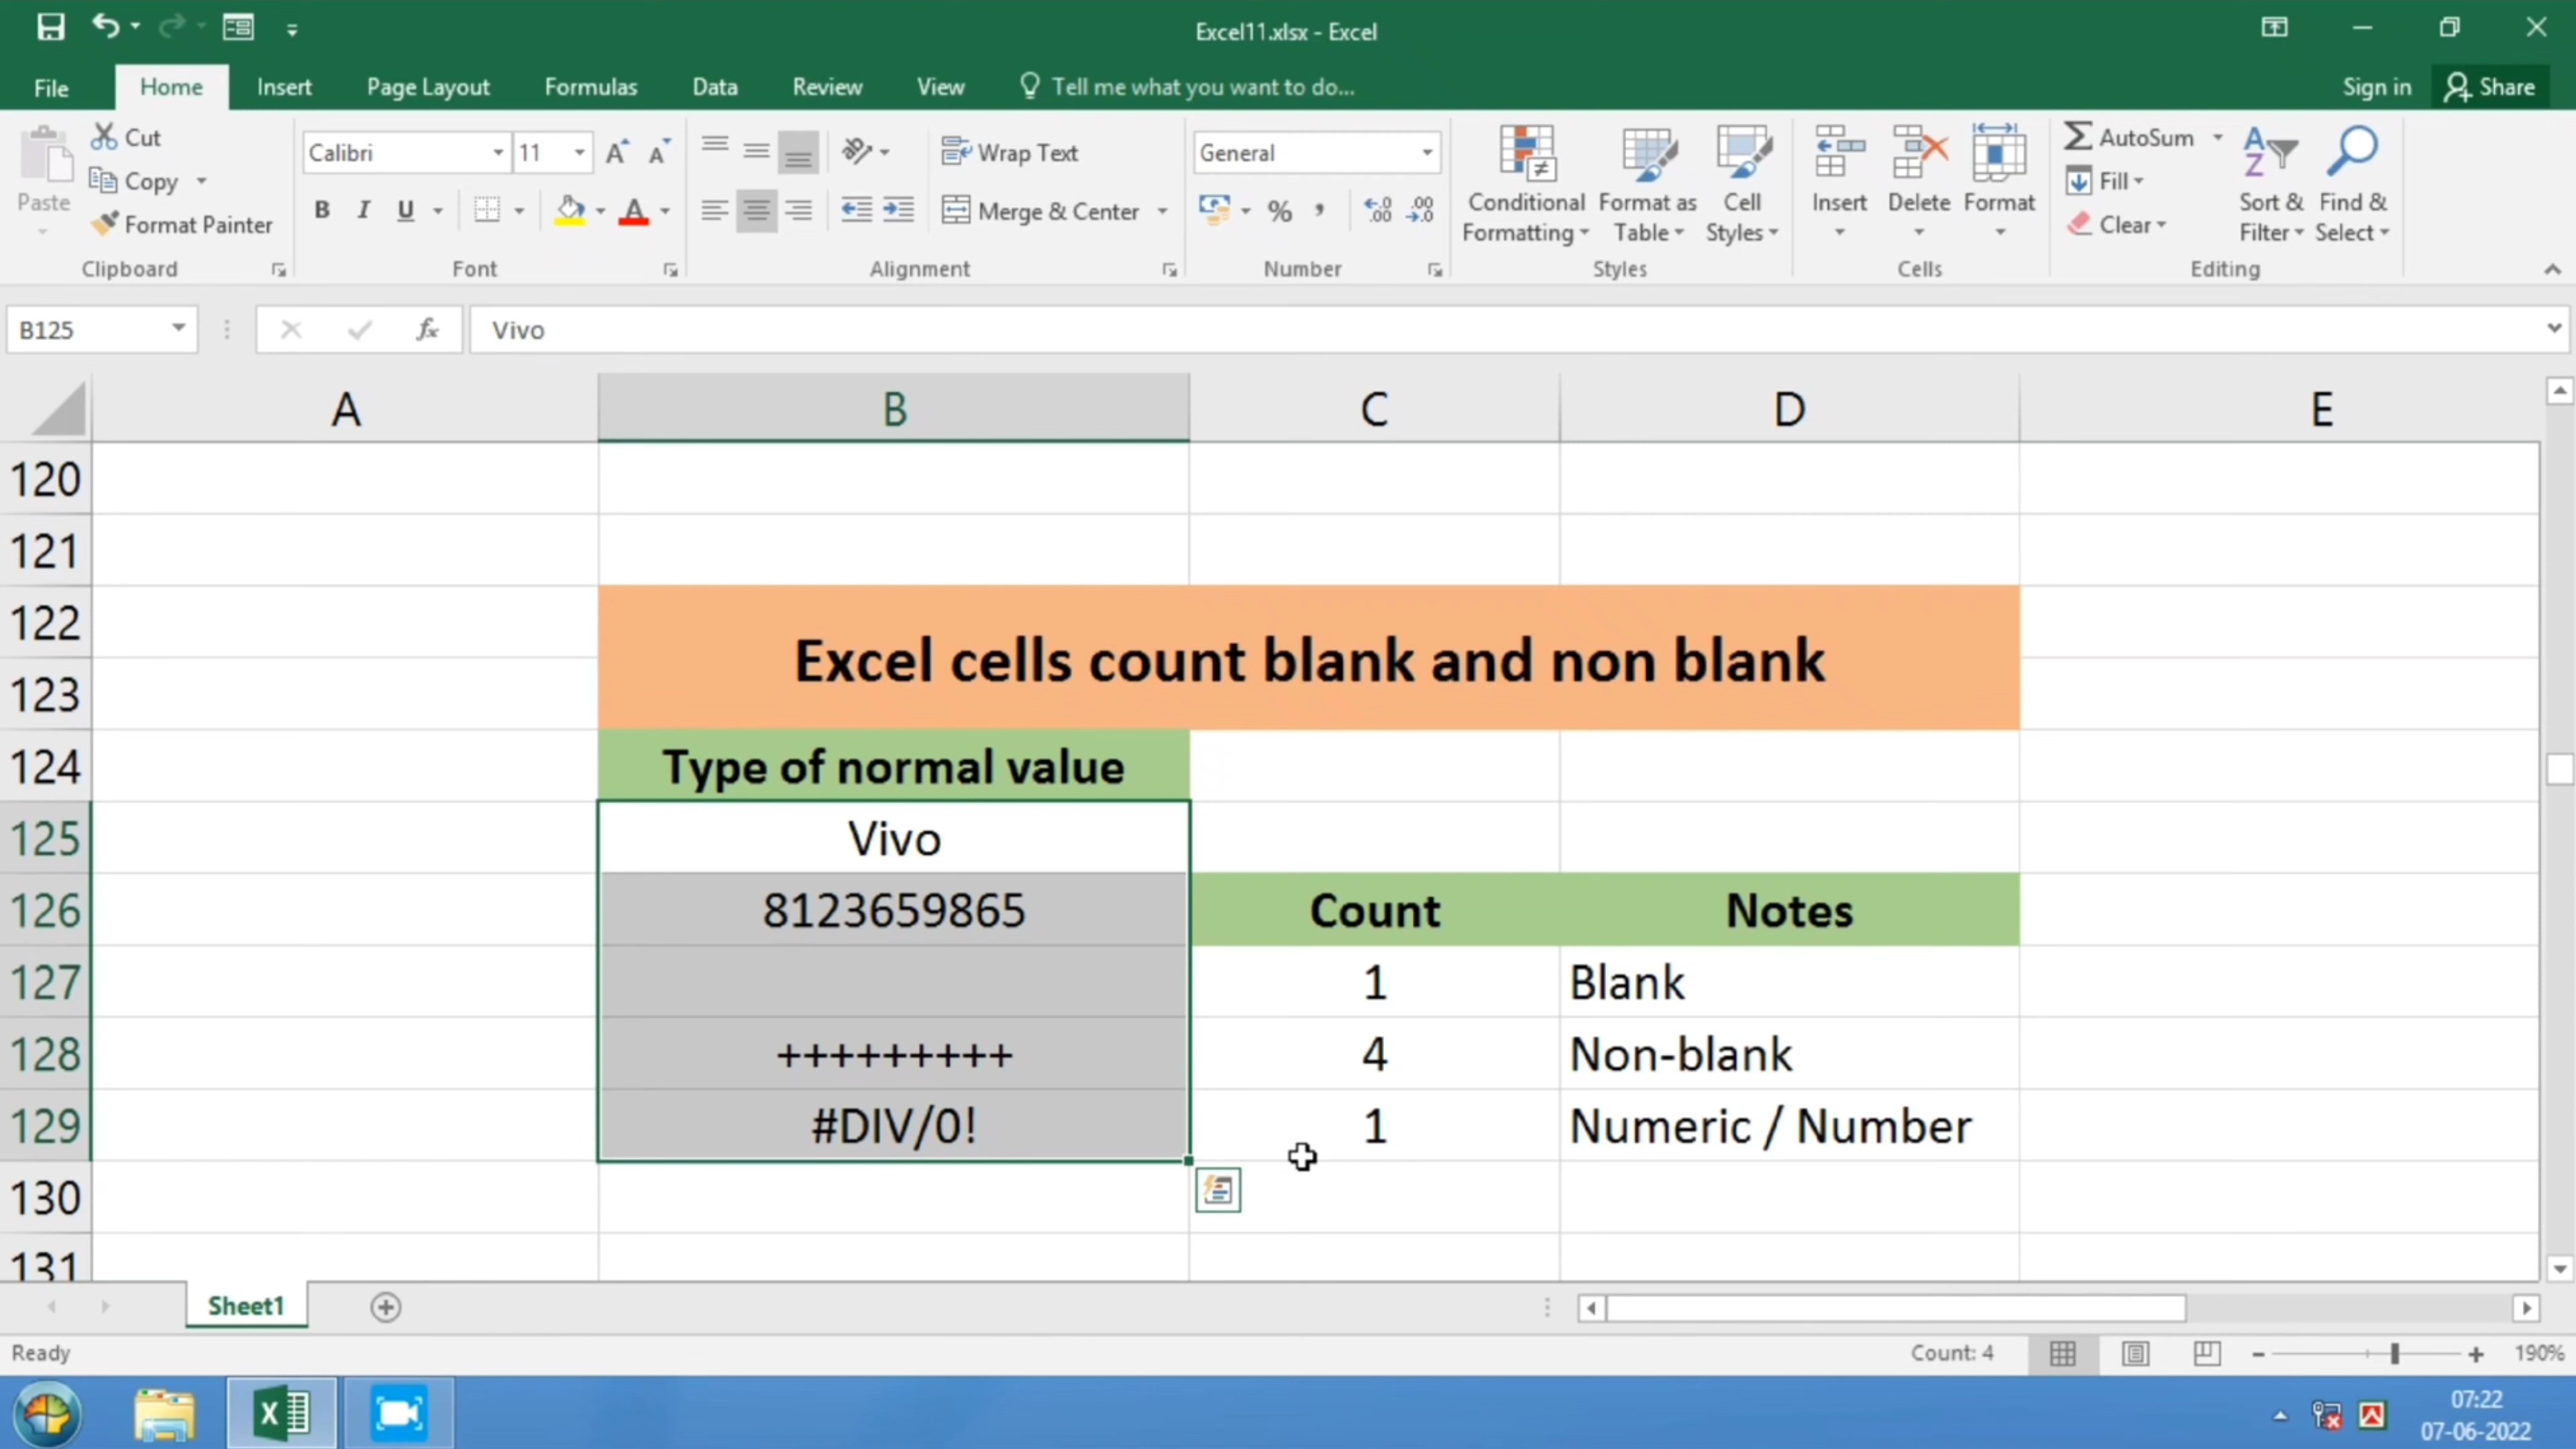 Excel11.xlsx - Excel
File Home Insert Page Layout Formulas Data Review View Tell me what you want to do... Sign in Share
Paste
Cut
Copy
Format Painter
Clipboard
Calibri 11
B I U
Font
Wrap Text
Merge & Center
Alignment
General
% ,
Number
Conditional Formatting
Format as Table
Cell Styles
Styles
Insert Delete Format
Cells
AutoSum
Fill
Clear
Sort & Filter
Find & Select
Editing
B125 fx Vivo
A B C D E
120
121
122
Excel cells count blank and non blank
123
124 Type of normal value
125 Vivo
126 8123659865 Count Notes
127 1 Blank
128 +++++++++ 4 Non-blank
129 #DIV/0! 1 Numeric / Number
130
131
Sheet1
Ready Count: 4 190%
07:22
07-06-2022